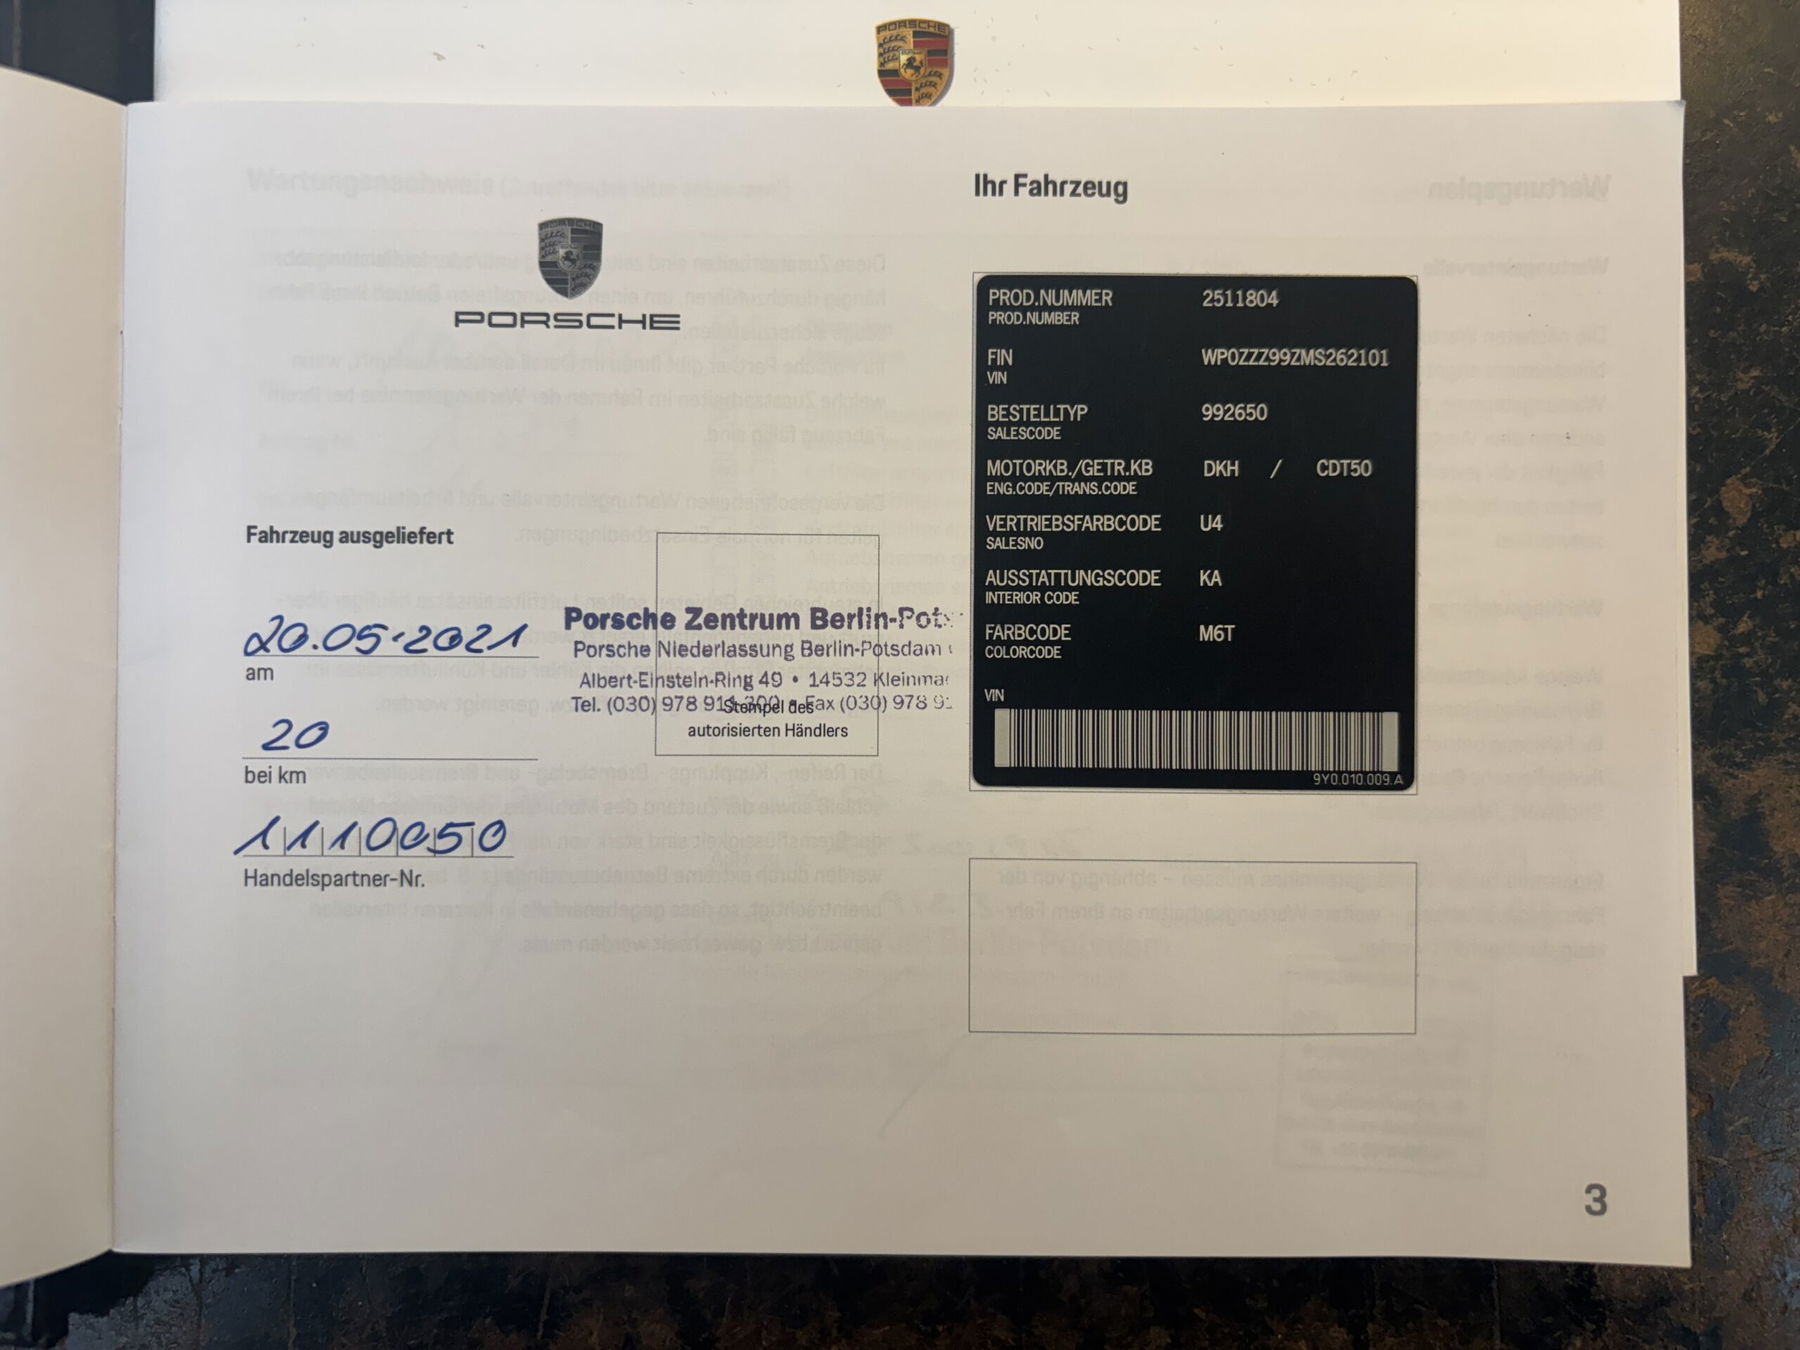 PORSCHE
PORSCHE
Fahrzeug ausgeliefert
20.05.2021
am
20
bei km
1110050
Handelspartner-Nr.
Porsche Zentrum Berlin-Pots
Porsche Niederlassung Berlin-Potsdam
Albert-Einstein-Ring 49 • 14532 Kleinma
Tel. (030) 978 911-300 • Fax (030) 978 91
Stempel des
autorisierten Händlers
Ihr Fahrzeug
PROD.NUMMER 2511804
PROD.NUMBER
FIN WP0ZZZ99ZMS262101
VIN
BESTELLTYP 992650
SALESCODE
MOTORKB./GETR.KB DKH / CDT50
ENG.CODE/TRANS.CODE
VERTRIEBSFARBCODE U4
SALESNO
AUSSTATTUNGSCODE KA
INTERIOR CODE
FARBCODE M6T
COLORCODE
VIN
9Y0.010.009.A
3